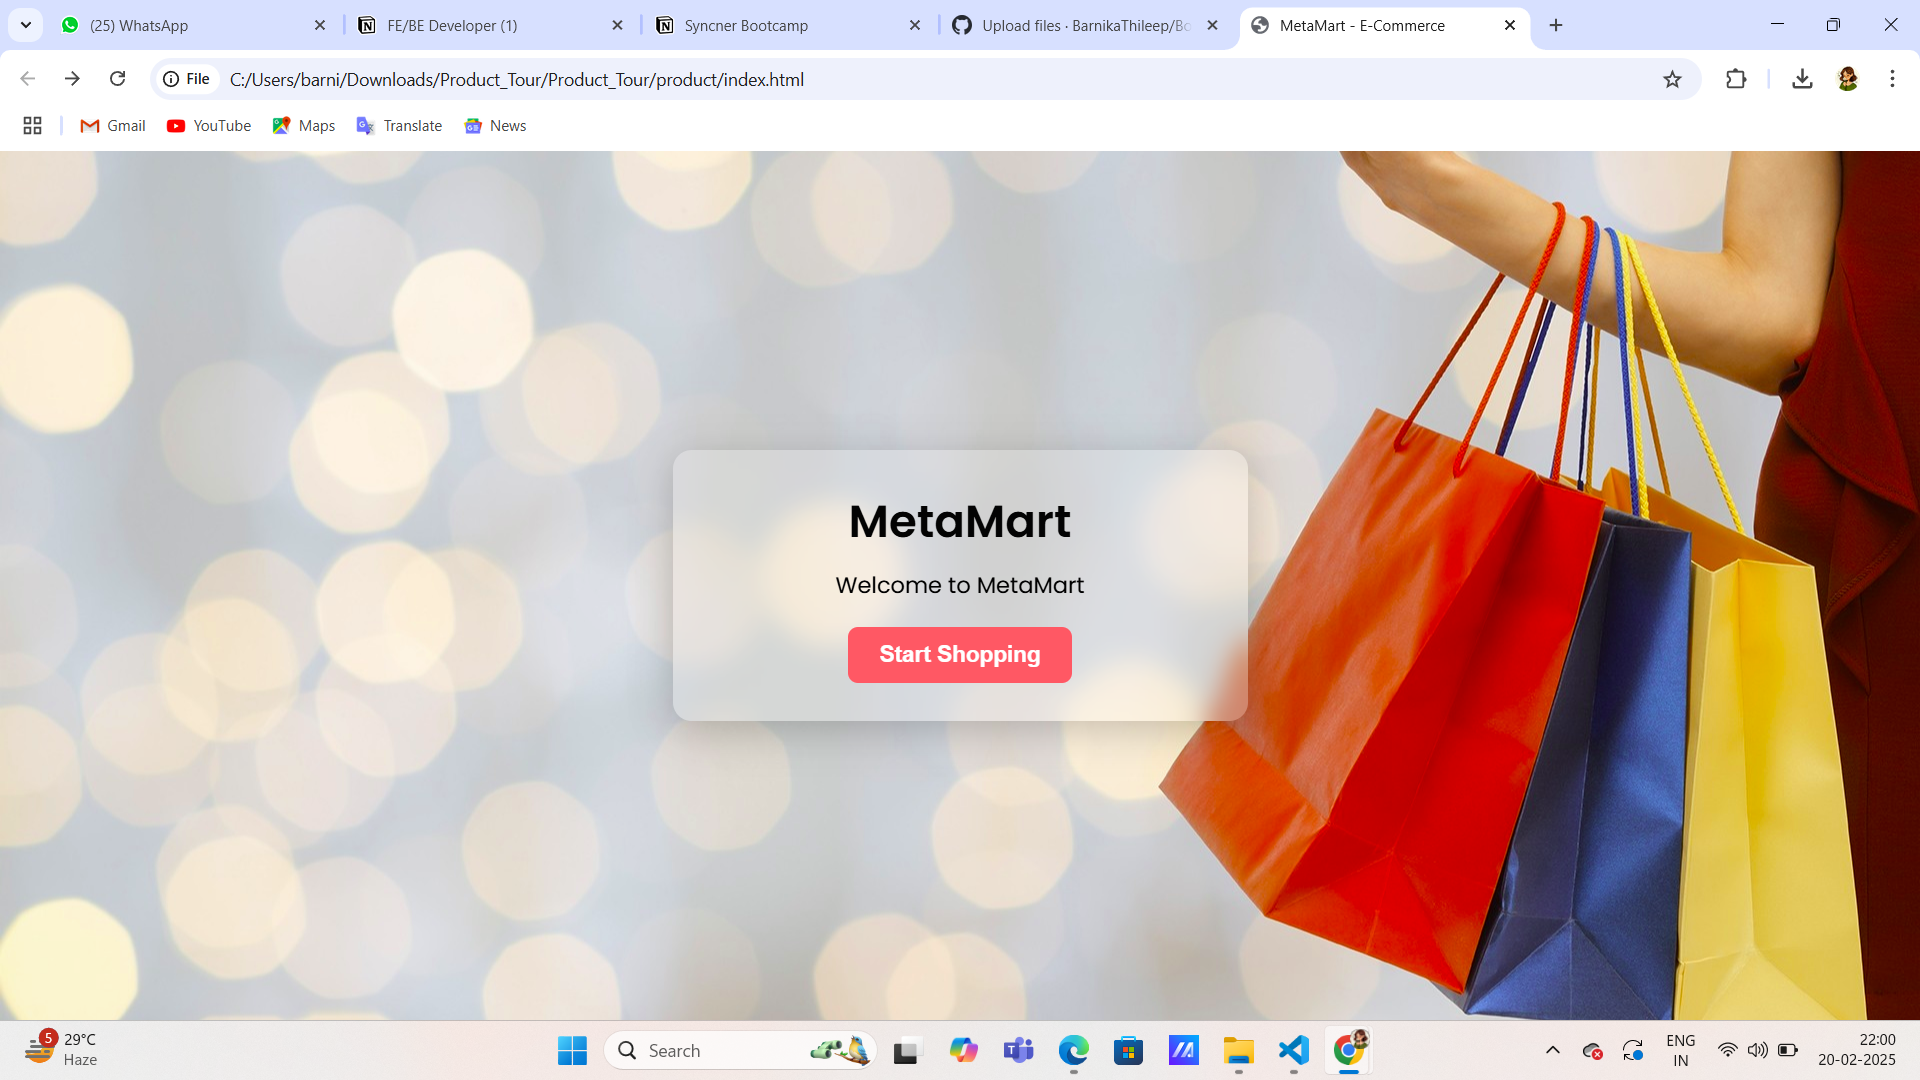 (25) WhatsApp
FE/BE Developer (1)
Syncner Bootcamp
Upload files · BarnikaThileep/Bo
MetaMart - E-Commerce
File
C:/Users/barni/Downloads/Product_Tour/Product_Tour/product/index.html
Gmail
YouTube
Maps
Translate
News
MetaMart
Welcome to MetaMart
Start Shopping
5
29°C
Haze
Search
ENG
IN
22:00
20-02-2025